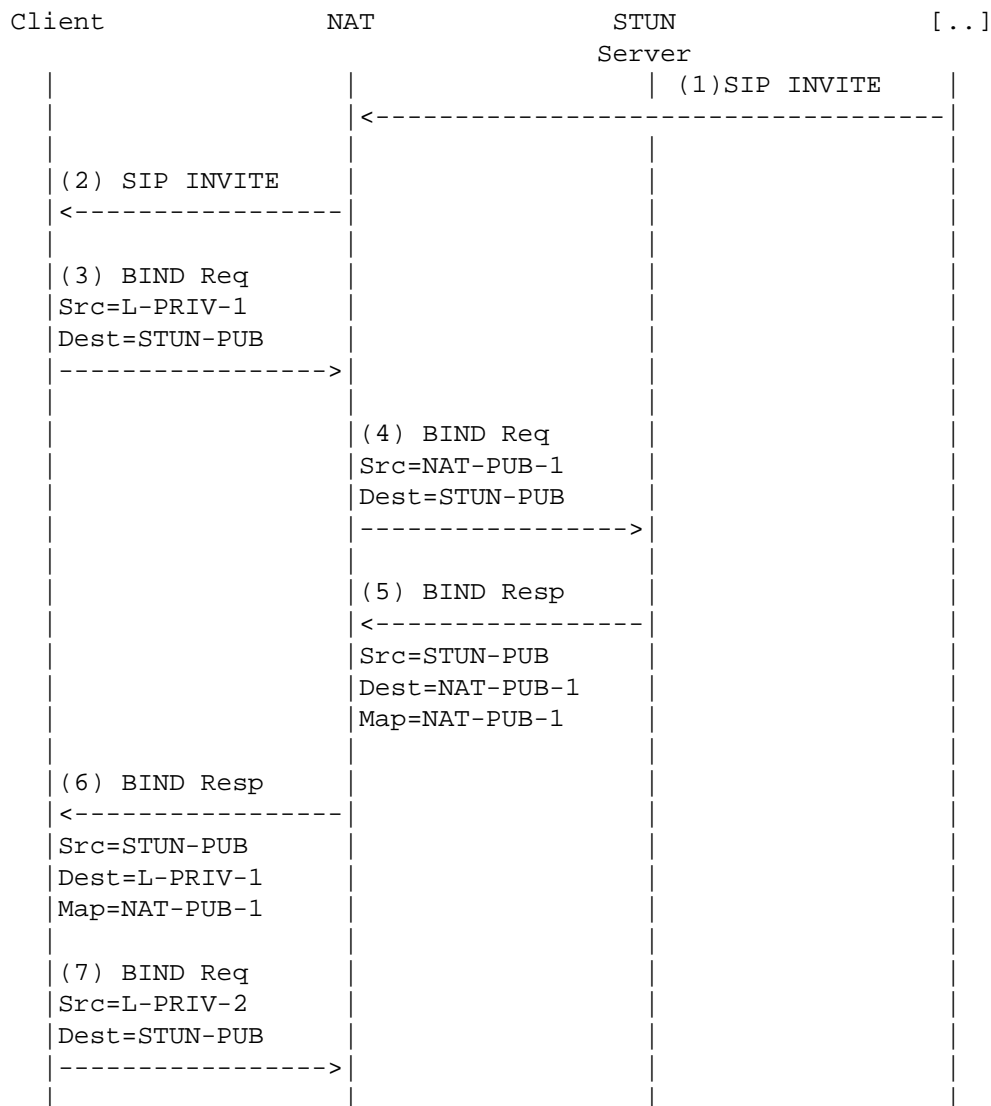 Client NAT STUN [..]
Server
(1)SIP INVITE
(2) SIP INVITE
(3) BIND Req
Src=L-PRIV-1
Dest=STUN-PUB
(4) BIND Req
Src=NAT-PUB-1
Dest=STUN-PUB
(5) BIND Resp
Src=STUN-PUB
Dest=NAT-PUB-1
Map=NAT-PUB-1
(6) BIND Resp
Src=STUN-PUB
Dest=L-PRIV-1
Map=NAT-PUB-1
(7) BIND Req
Src=L-PRIV-2
Dest=STUN-PUB